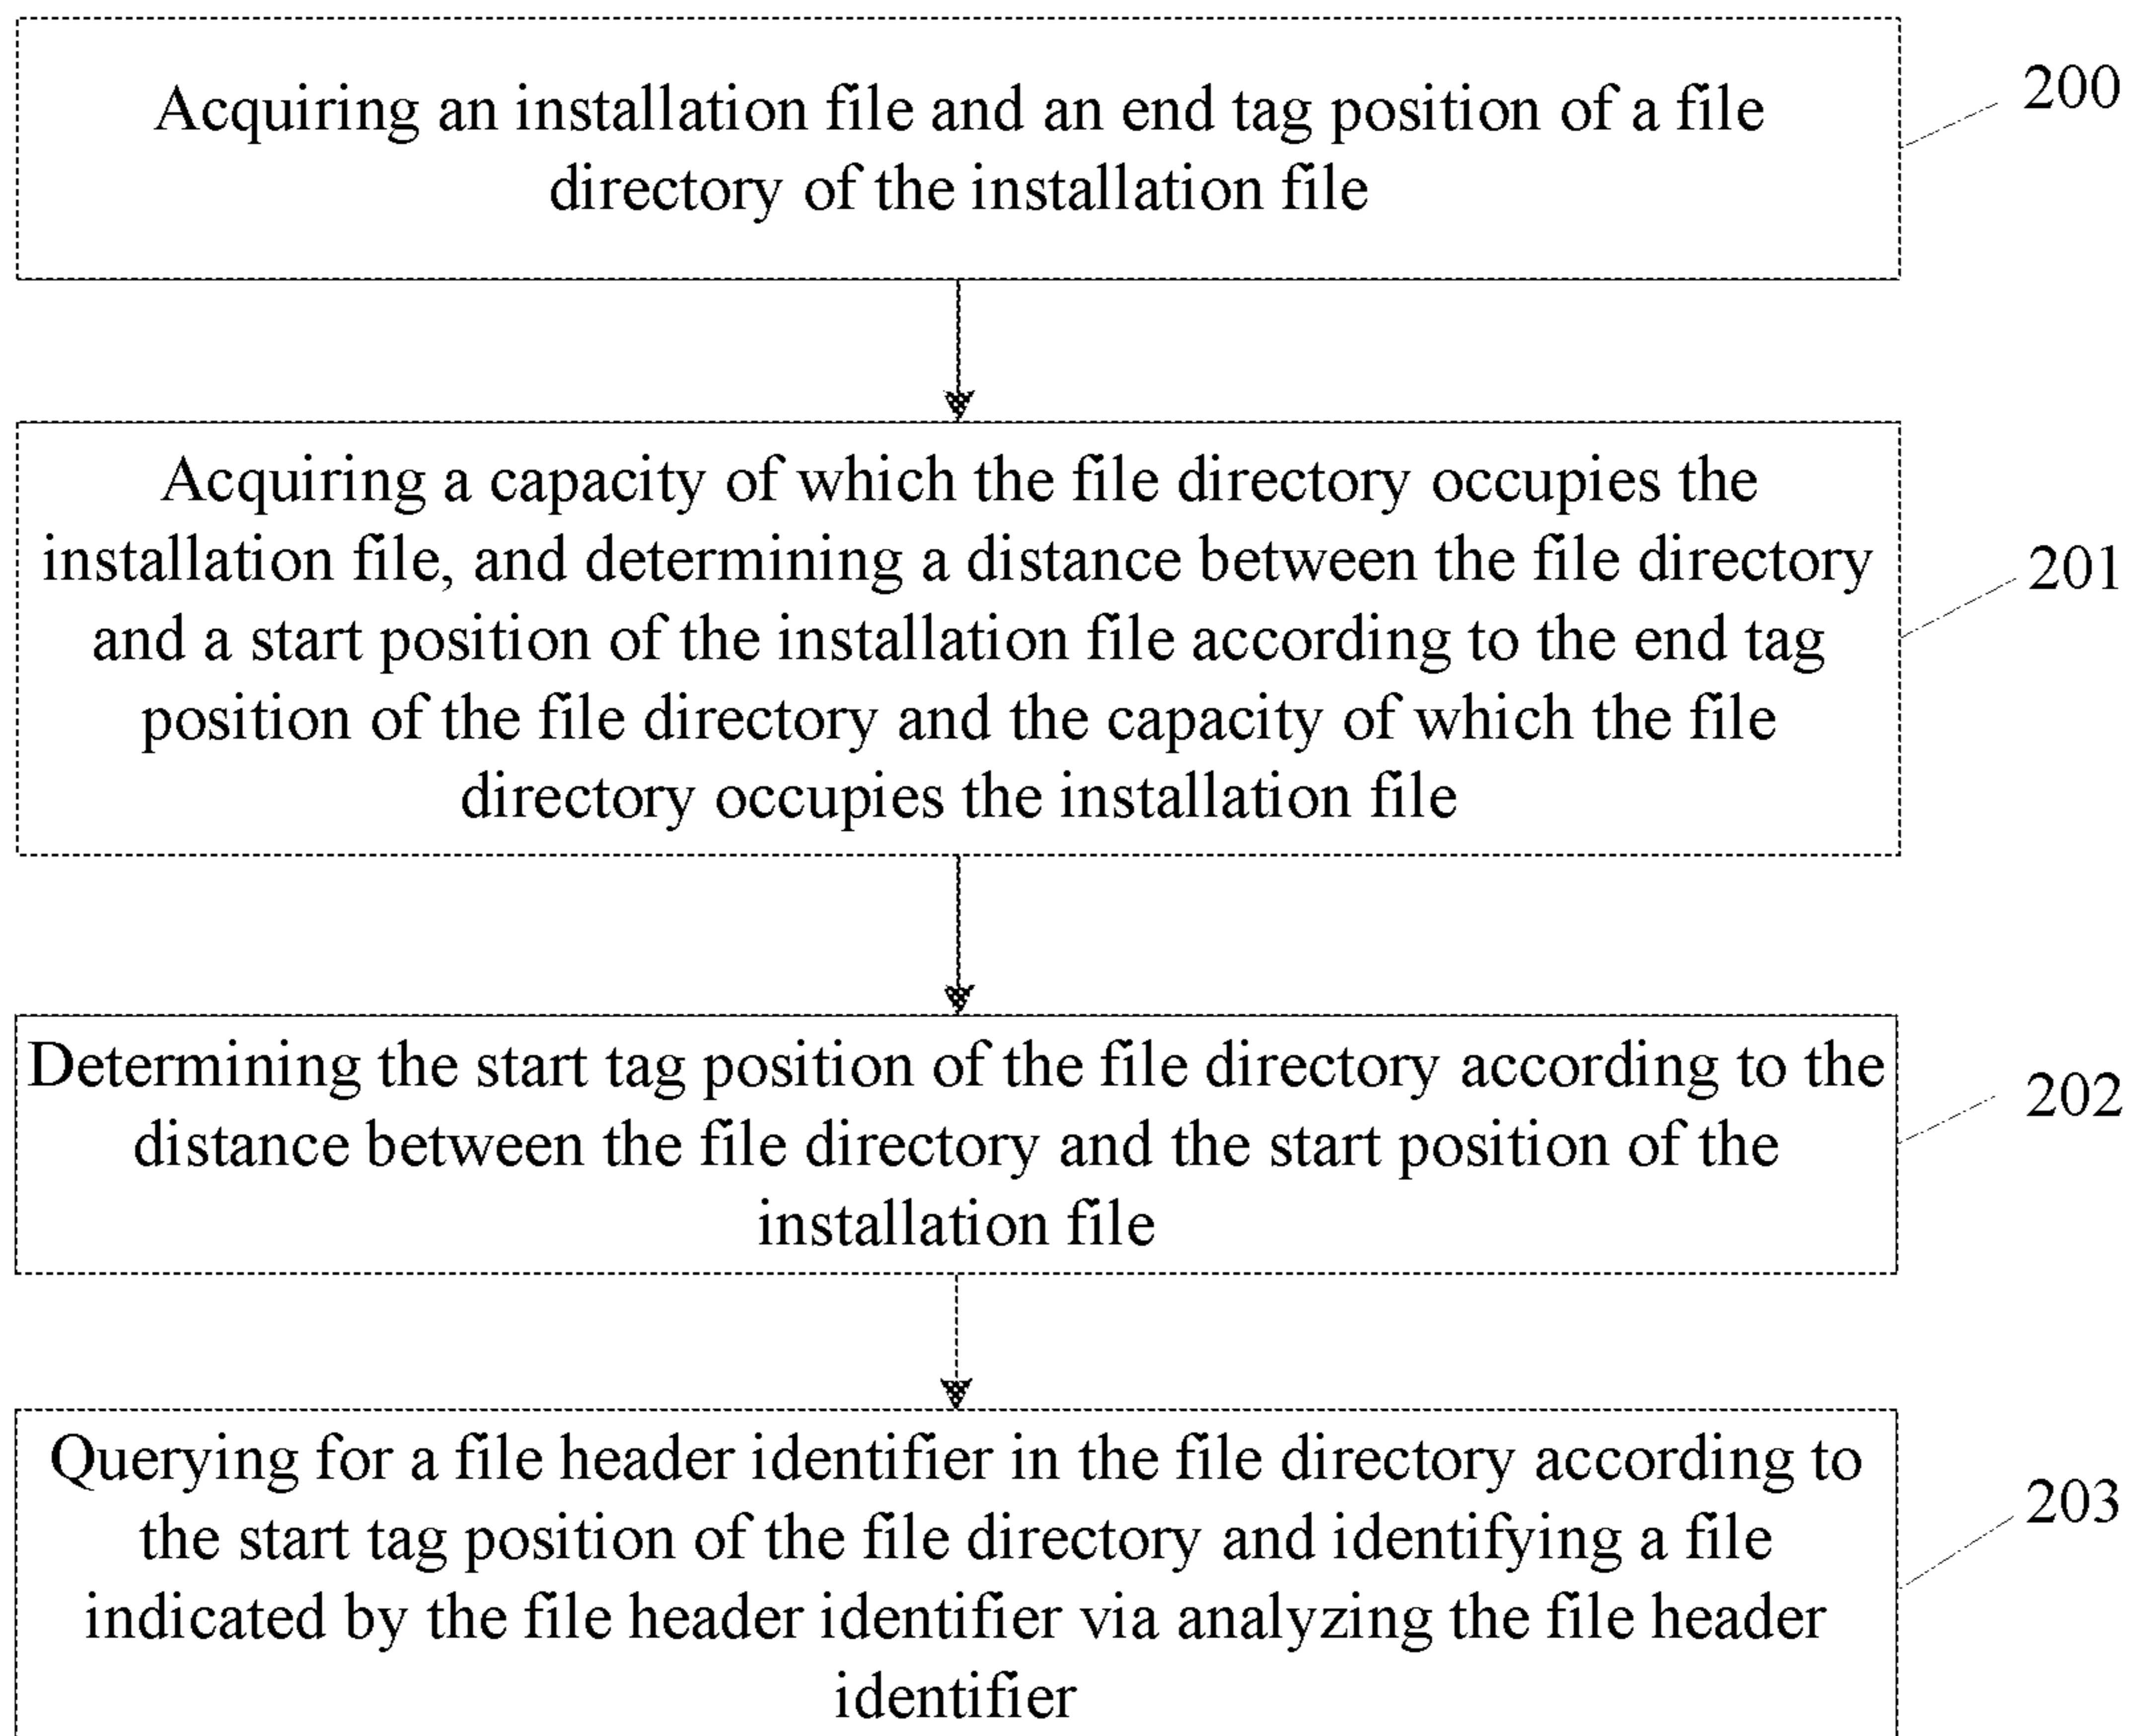 Acquiring an installation file and an end tag position of a file
directory of the installation file
200
Acquiring a capacity of which the file directory occupies the
installation file, and determining a distance between the file directory
and a start position of the installation file according to the end tag
position of the file directory and the capacity of which the file
directory occupies the installation file
201
Determining the start tag position of the file directory according to the
distance between the file directory and the start position of the
installation file
202
Querying for a file header identifier in the file directory according to
the start tag position of the file directory and identifying a file
indicated by the file header identifier via analyzing the file header
identifier
203